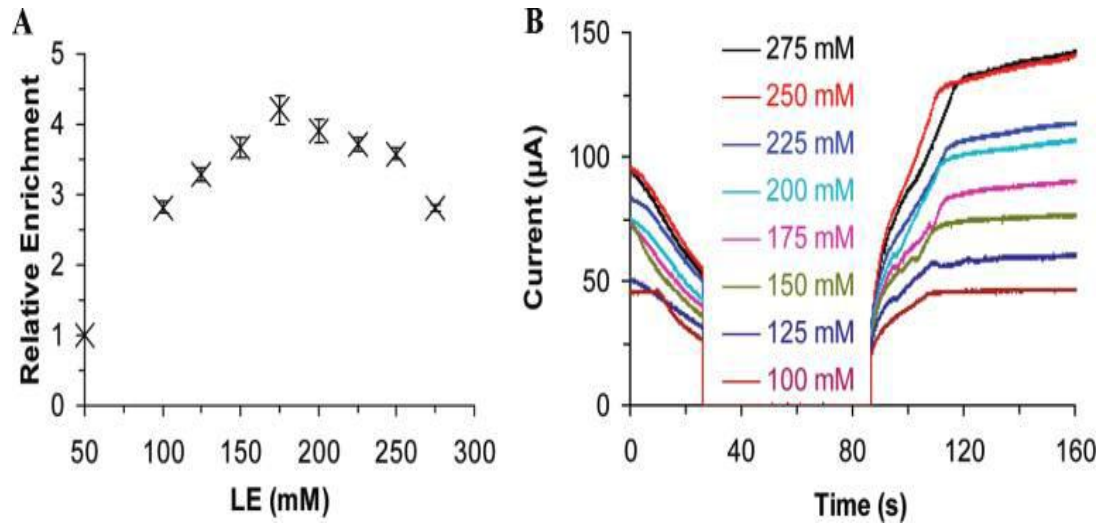 A
Relative Enrichment
5
4
3
2
1
0
50 100 150 200 250 300
LE (mM)
B
Current (µA)
150
100
50
0
275 mM
250 mM
225 mM
200 mM
175 mM
150 mM
125 mM
100 mM
0 40 80 120 160
Time (s)